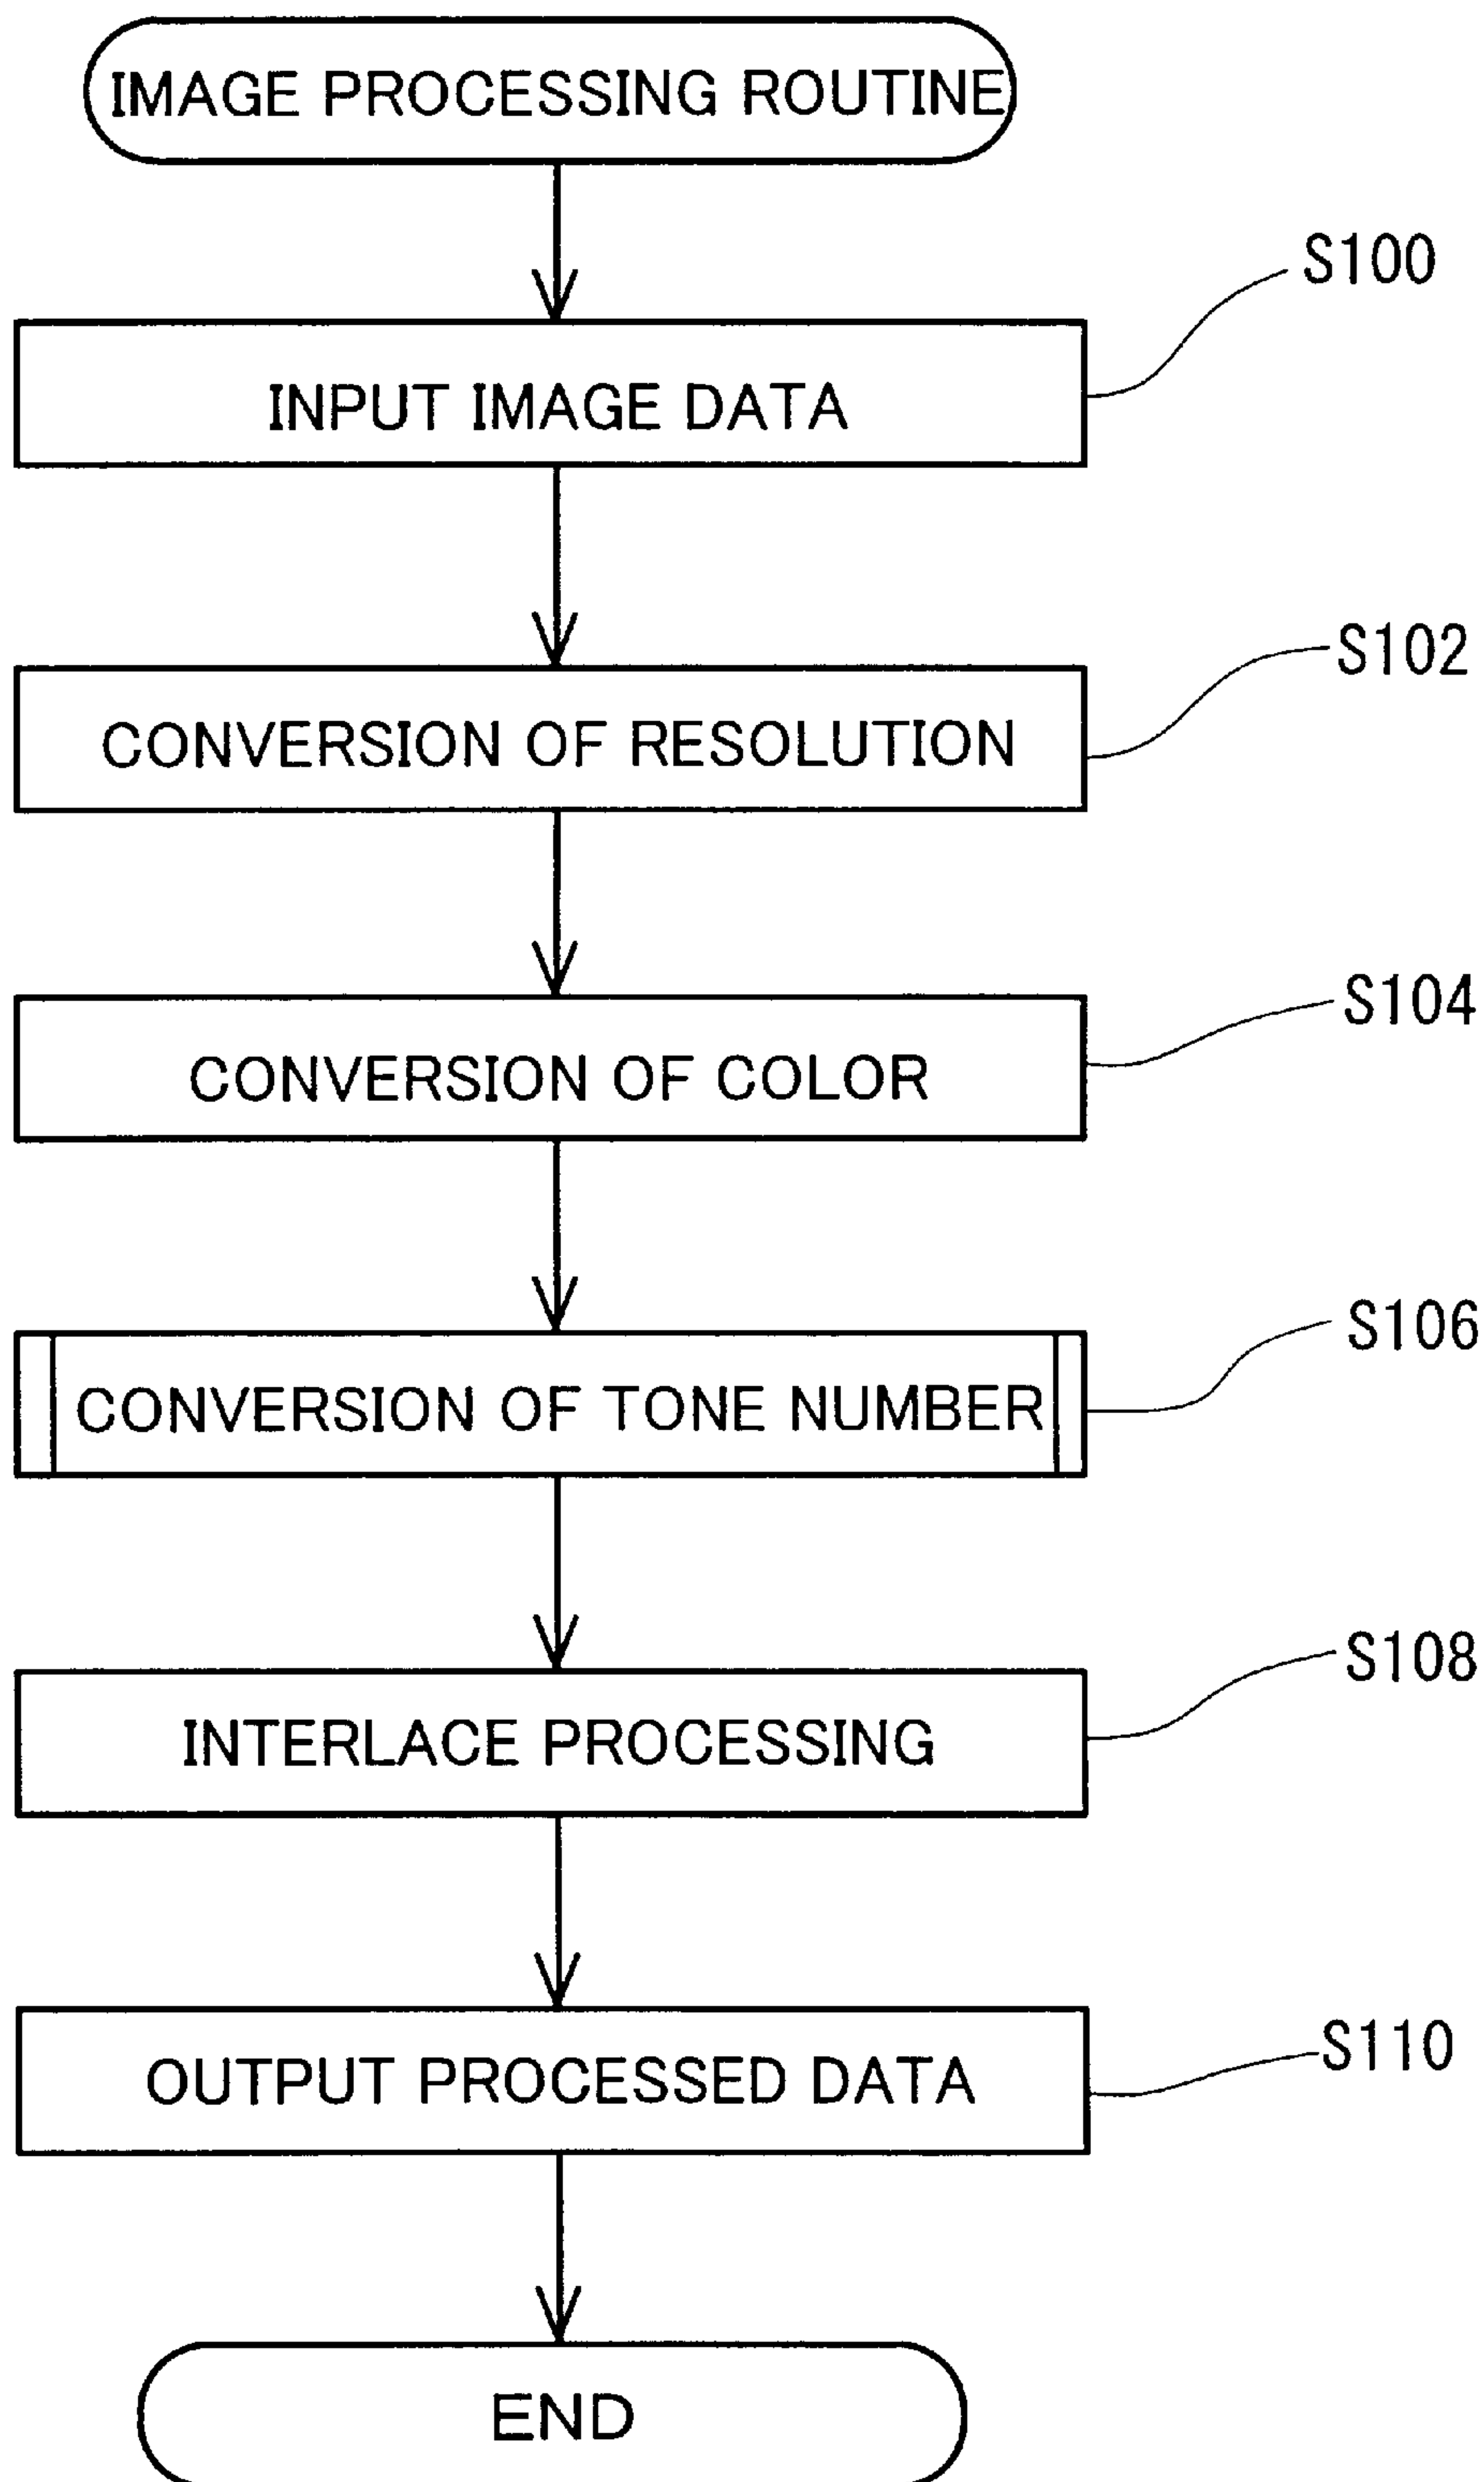 IMAGE PROCESSING ROUTINE
S100
INPUT IMAGE DATA
S102
CONVERSION OF RESOLUTION
S104
CONVERSION OF COLOR
S106
CONVERSION OF TONE NUMBER
S108
INTERLACE PROCESSING
S110
OUTPUT PROCESSED DATA
END